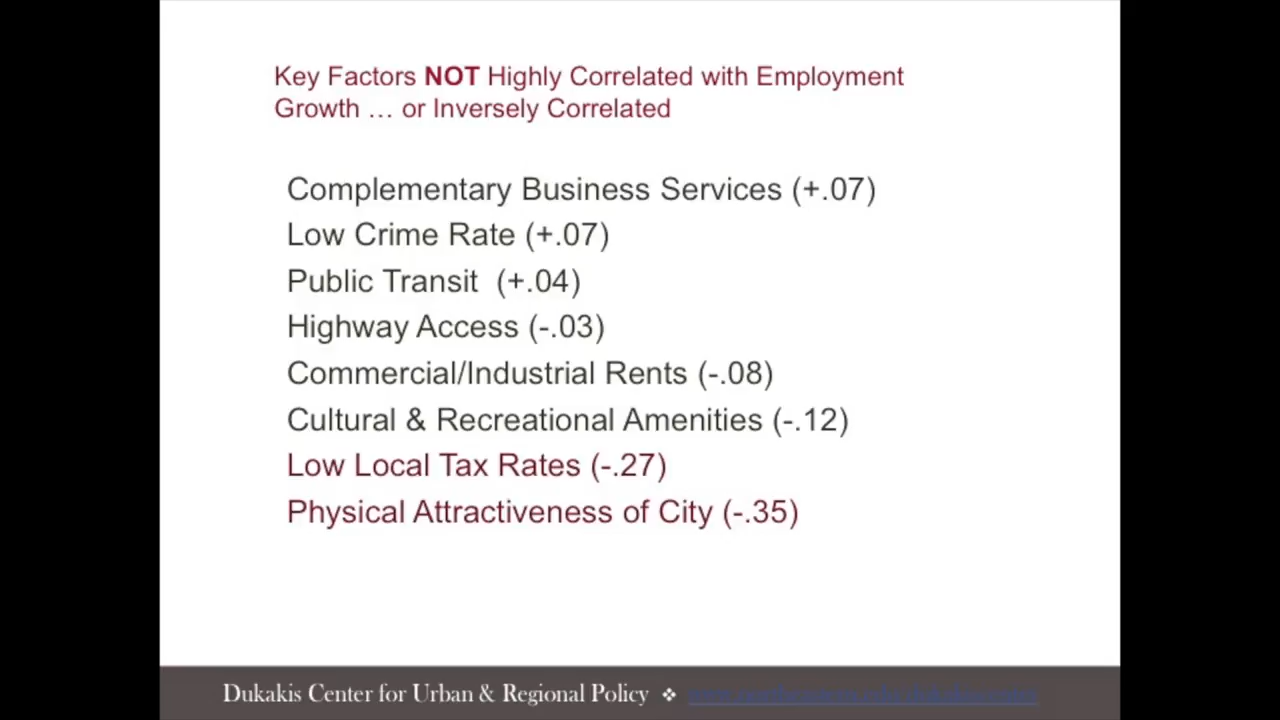 Key Factors NOT Highly Correlated with Employment
Growth … or Inversely Correlated
Complementary Business Services (+.07)
Low Crime Rate (+.07)
Public Transit (+.04)
Highway Access (-.03)
Commercial/Industrial Rents (-.08)
Cultural & Recreational Amenities (-.12)
Low Local Tax Rates (-.27)
Physical Attractiveness of City (-.35)
Dukakis Center for Urban & Regional Policy ❖